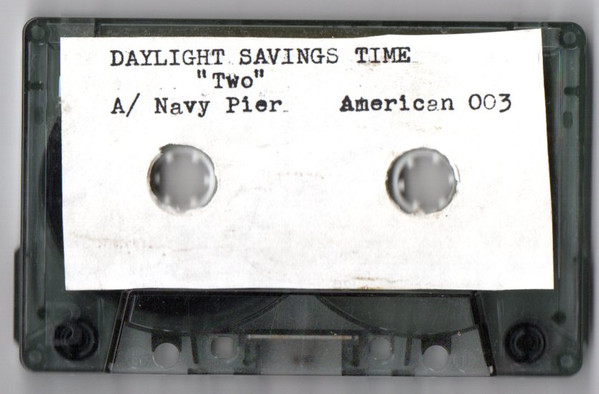 DAYLIGHT SAVINGS TIME
"Two"
A/ Navy Pier American 003